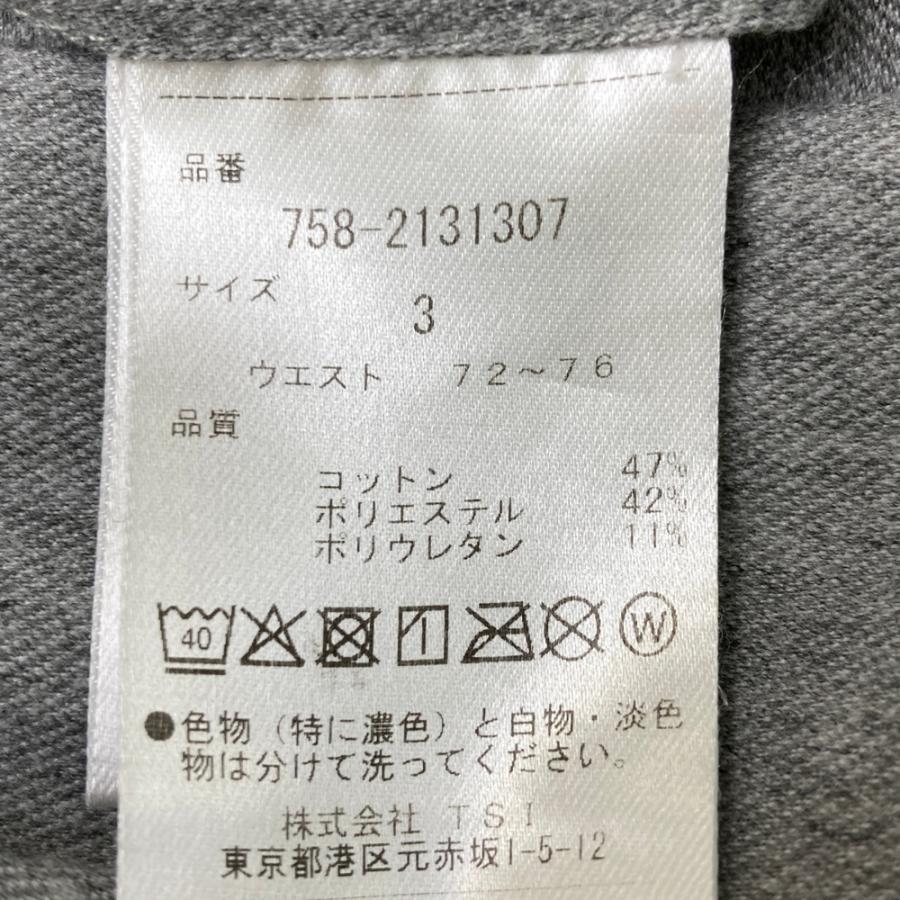 品番
758-2131307
サイズ
3
ウエスト 72～76
品質
コットン 47%
ポリエステル 42%
ポリウレタン 11%
40 W
●色物（特に濃色）と白物・淡色
物は分けて洗ってください。
株式会社 TSI
東京都港区元赤坂1-5-12